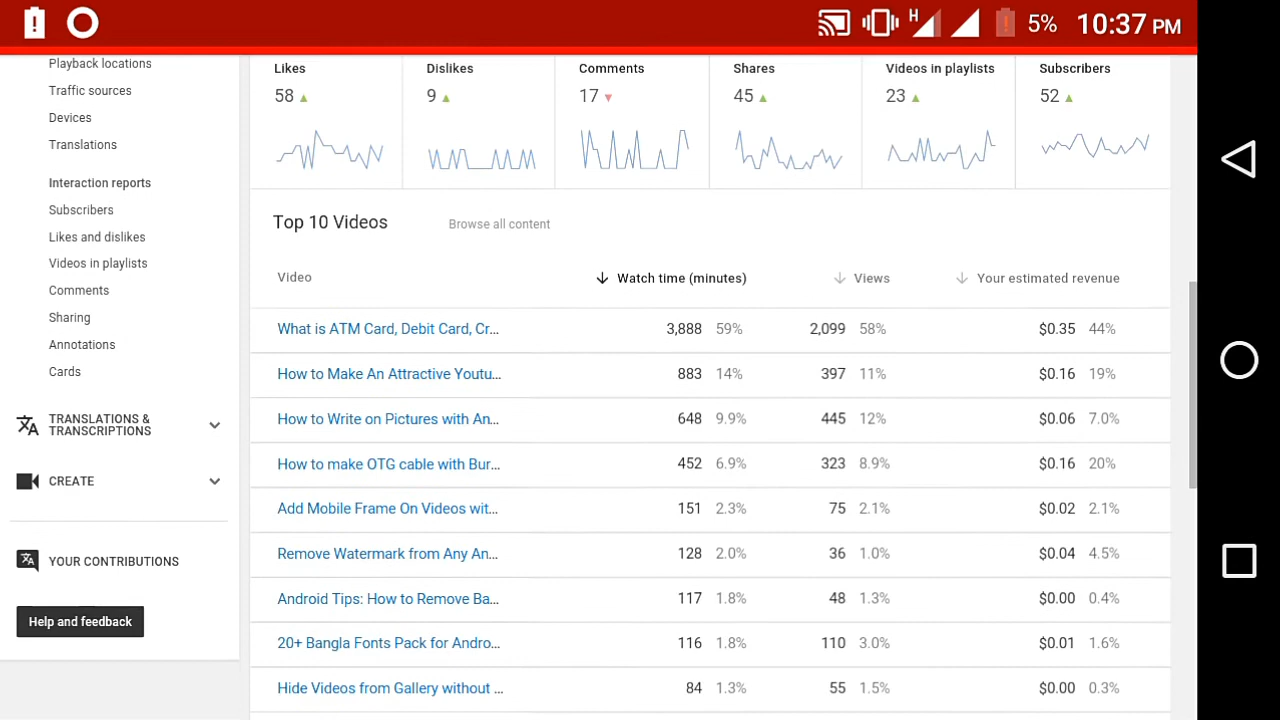 H 5% 10:37 PM
Playback locations
Traffic sources
Devices
Translations
Interaction reports
Subscribers
Likes and dislikes
Videos in playlists
Comments
Sharing
Annotations
Cards
TRANSLATIONS &
TRANSCRIPTIONS
CREATE
YOUR CONTRIBUTIONS
Help and feedback
Likes Dislikes Comments Shares Videos in playlists Subscribers
58 9 17 45 23 52
Top 10 Videos Browse all content
Video Watch time (minutes) Views Your estimated revenue
What is ATM Card, Debit Card, Cr... 3,888 59% 2,099 58% $0.35 44%
How to Make An Attractive Youtu... 883 14% 397 11% $0.16 19%
How to Write on Pictures with An... 648 9.9% 445 12% $0.06 7.0%
How to make OTG cable with Bur... 452 6.9% 323 8.9% $0.16 20%
Add Mobile Frame On Videos wit... 151 2.3% 75 2.1% $0.02 2.1%
Remove Watermark from Any An... 128 2.0% 36 1.0% $0.04 4.5%
Android Tips: How to Remove Ba... 117 1.8% 48 1.3% $0.00 0.4%
20+ Bangla Fonts Pack for Andro... 116 1.8% 110 3.0% $0.01 1.6%
Hide Videos from Gallery without ... 84 1.3% 55 1.5% $0.00 0.3%